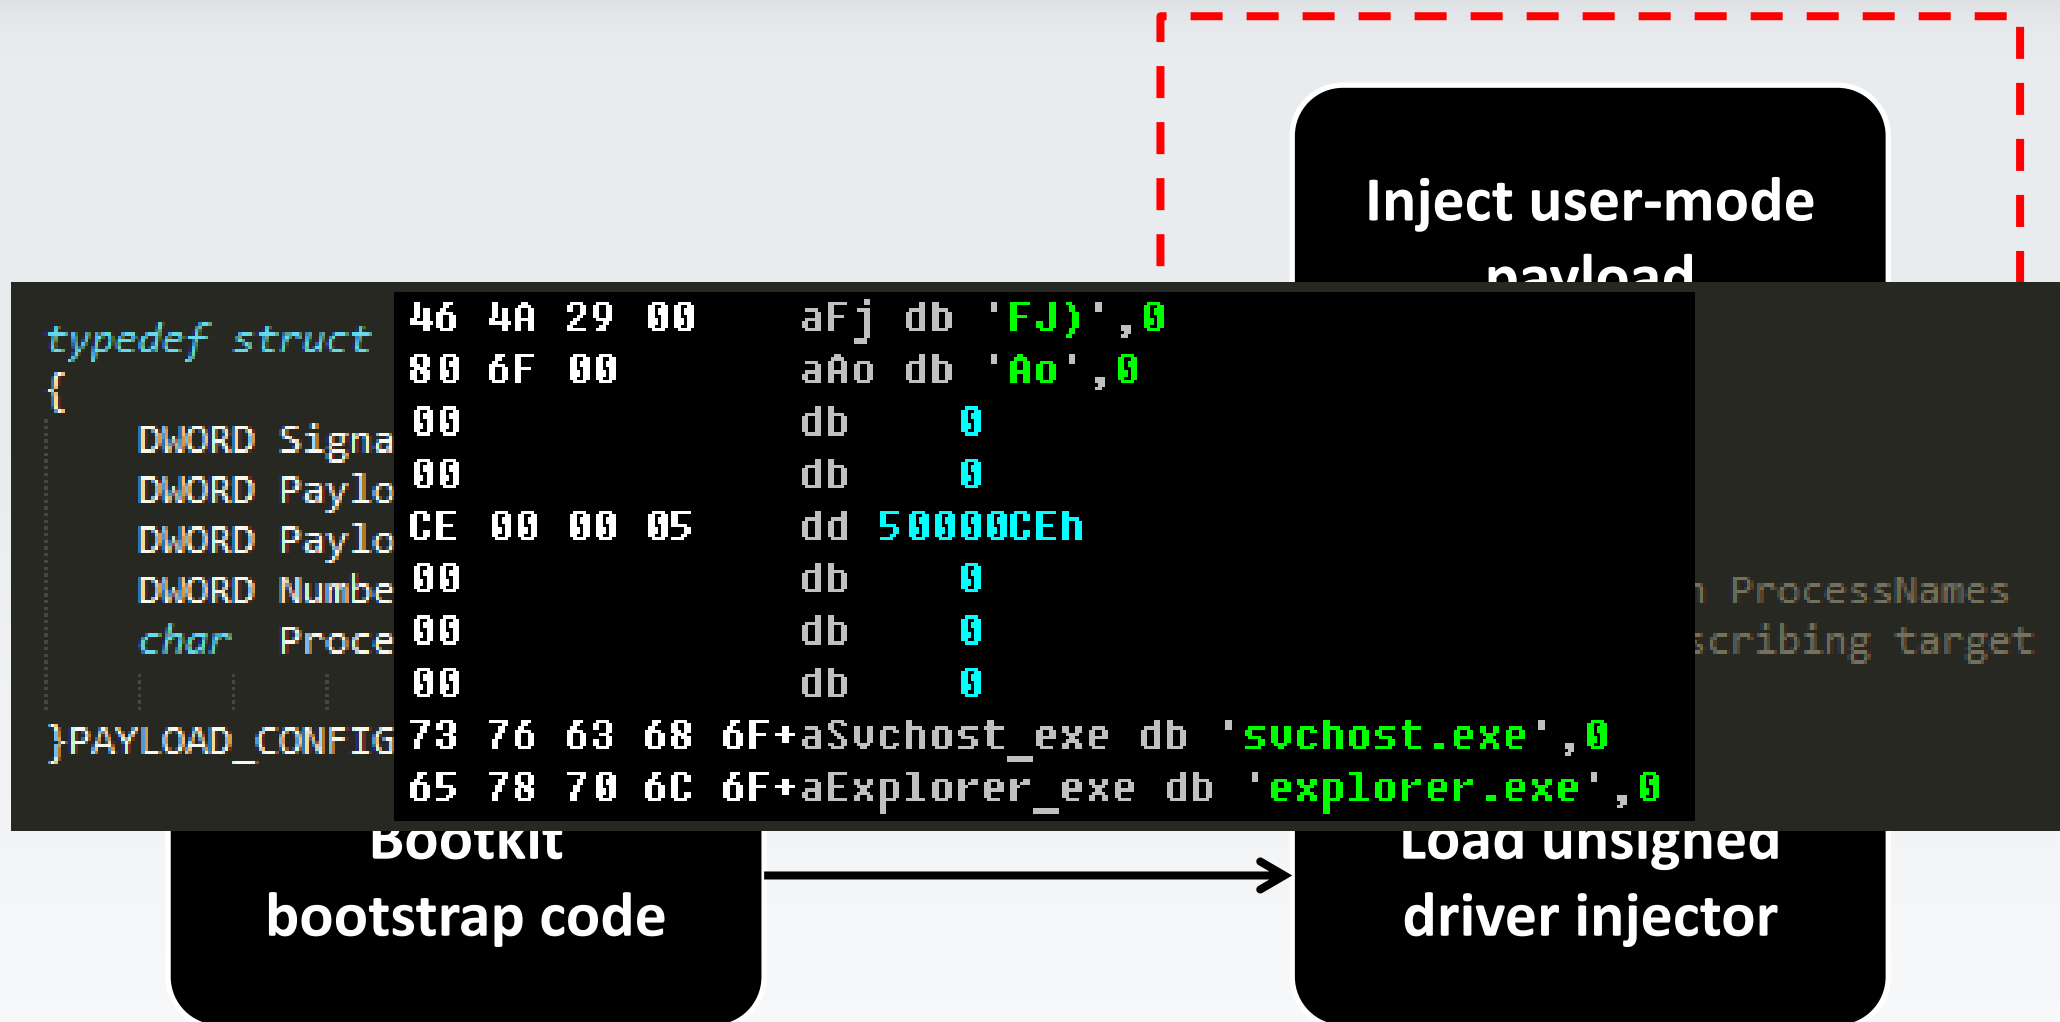 Inject user-mode
payload
typedef struct
{
DWORD Signa
DWORD Paylo
DWORD Paylo
DWORD Numbe
char Proce
}PAYLOAD_CONFIG
46 4A 29 00 aFj db 'FJ)',0
80 6F 00 aAo db 'Ao',0
00 db 0
00 db 0
CE 00 00 05 dd 50000CEh
00 db 0
00 db 0
00 db 0
73 76 63 68 6F+aSvchost_exe db 'svchost.exe',0
65 78 70 6C 6F+aExplorer_exe db 'explorer.exe',0
ProcessNames
scribing target
Bootkit
bootstrap code
Load unsigned
driver injector